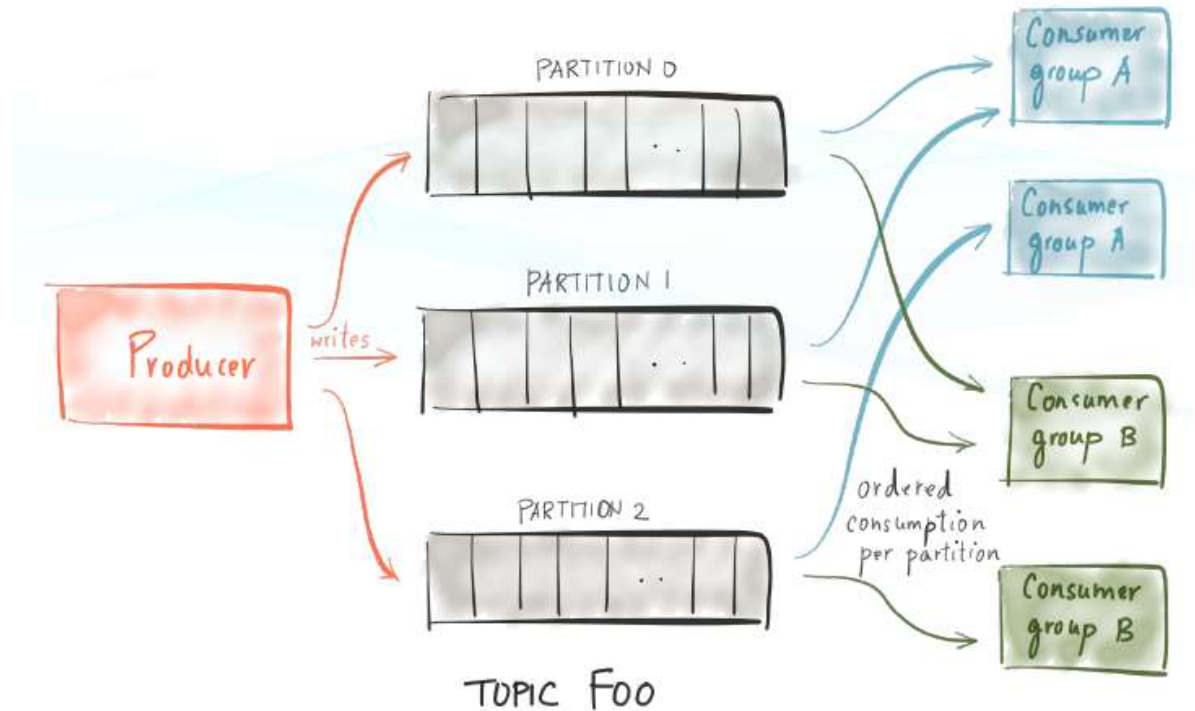 PARTITION 0
Consumer
group A
Consumer
group A
PARTITION 1
Producer
writes
Consumer
group B
ordered
consumption
per partition
PARTITION 2
Consumer
group B
TOPIC FOO